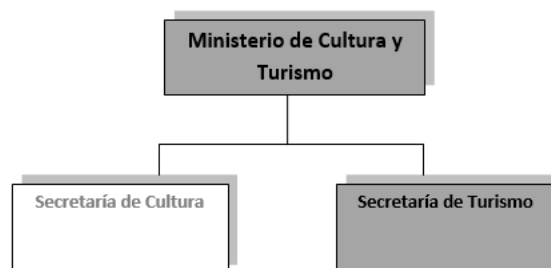 Ministerio de Cultura y
Turismo
Secretaría de Cultura
Secretaría de Turismo